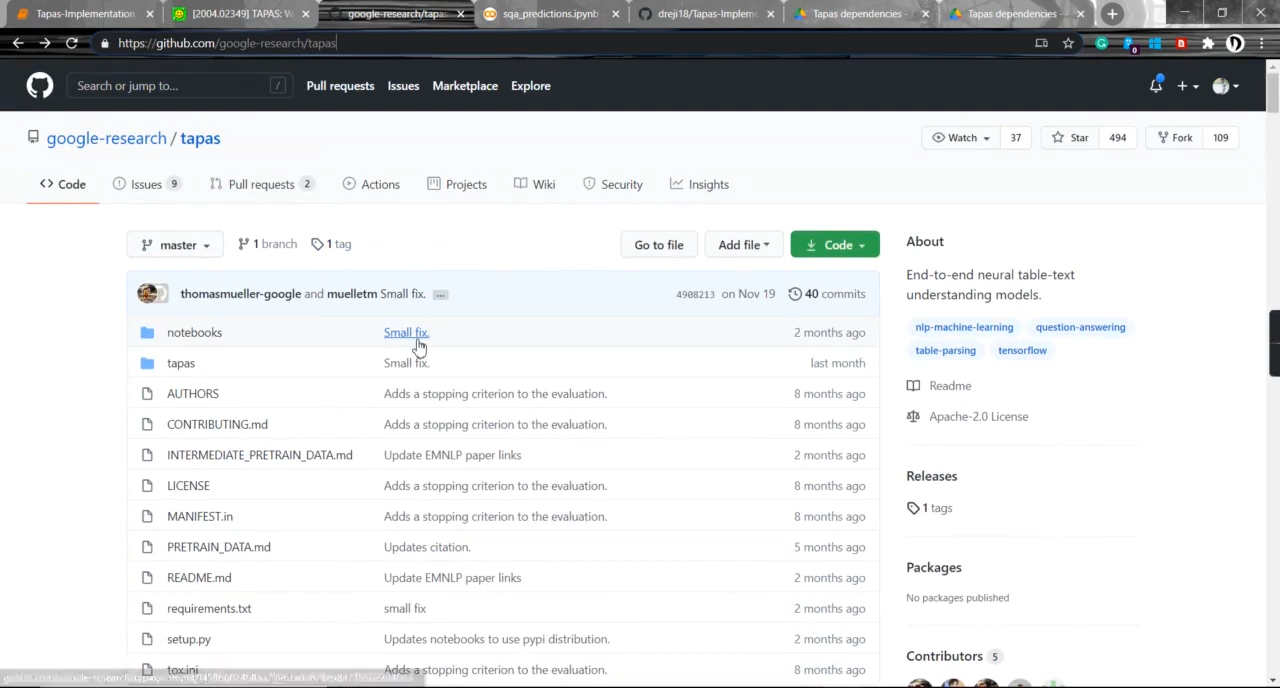 Tapas-Implementation
[2004.02349] TAPAS: W
google-research/tapas
sqa_predictions.ipynb
dreji18/Tapas-Impleme
Tapas dependencies -
Tapas dependencies -
https://github.com/google-research/tapas
0
Search or jump to...
/
Pull requests
Issues
Marketplace
Explore
google-research / tapas
Watch
37
Star
494
Fork
109
Code
Issues 9
Pull requests 2
Actions
Projects
Wiki
Security
Insights
master
1 branch
1 tag
Go to file
Add file
Code
thomasmueller-google and muelletm Small fix. ...
4908213 on Nov 19
40 commits
notebooks Small fix. 2 months ago
tapas Small fix. last month
AUTHORS Adds a stopping criterion to the evaluation. 8 months ago
CONTRIBUTING.md Adds a stopping criterion to the evaluation. 8 months ago
INTERMEDIATE_PRETRAIN_DATA.md Update EMNLP paper links 2 months ago
LICENSE Adds a stopping criterion to the evaluation. 8 months ago
MANIFEST.in Adds a stopping criterion to the evaluation. 8 months ago
PRETRAIN_DATA.md Updates citation. 5 months ago
README.md Update EMNLP paper links 2 months ago
requirements.txt small fix 2 months ago
setup.py Updates notebooks to use pypi distribution. 2 months ago
tox.ini Adds a stopping criterion to the evaluation. 8 months ago
About
End-to-end neural table-text
understanding models.
nlp-machine-learning
question-answering
table-parsing
tensorflow
Readme
Apache-2.0 License
Releases
1 tags
Packages
No packages published
Contributors 5